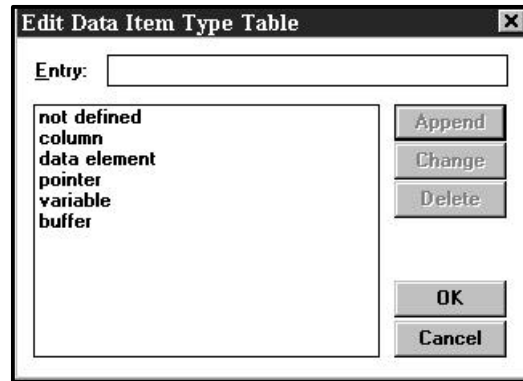 Edit Data Item Type Table
Entry:
not defined
column
data element
pointer
variable
buffer
Append
Change
Delete
OK
Cancel